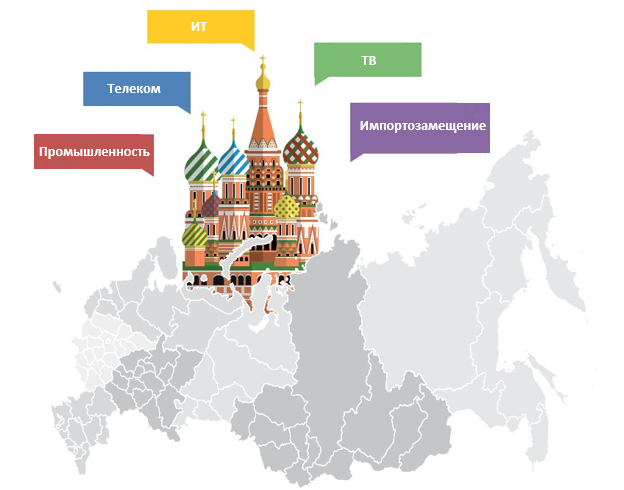 ИТ
ТВ
Телеком
Импортозамещение
Промышленность